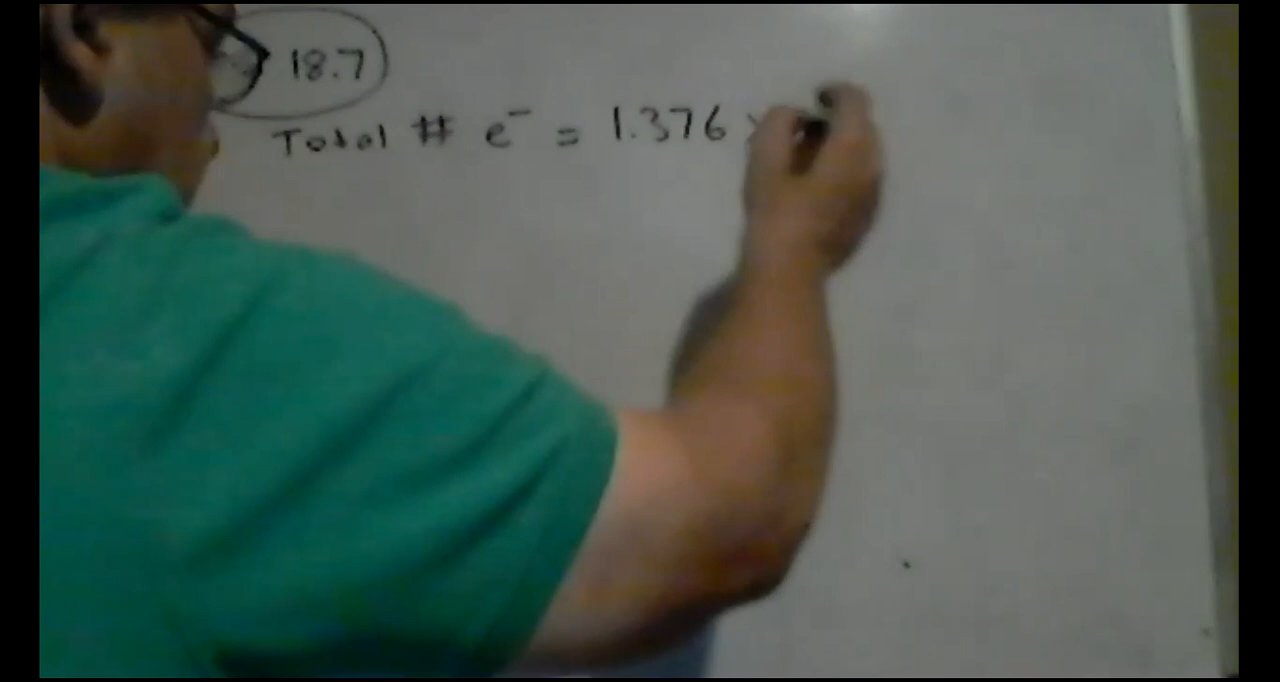 18.7
Total # e⁻ = 1.376 x